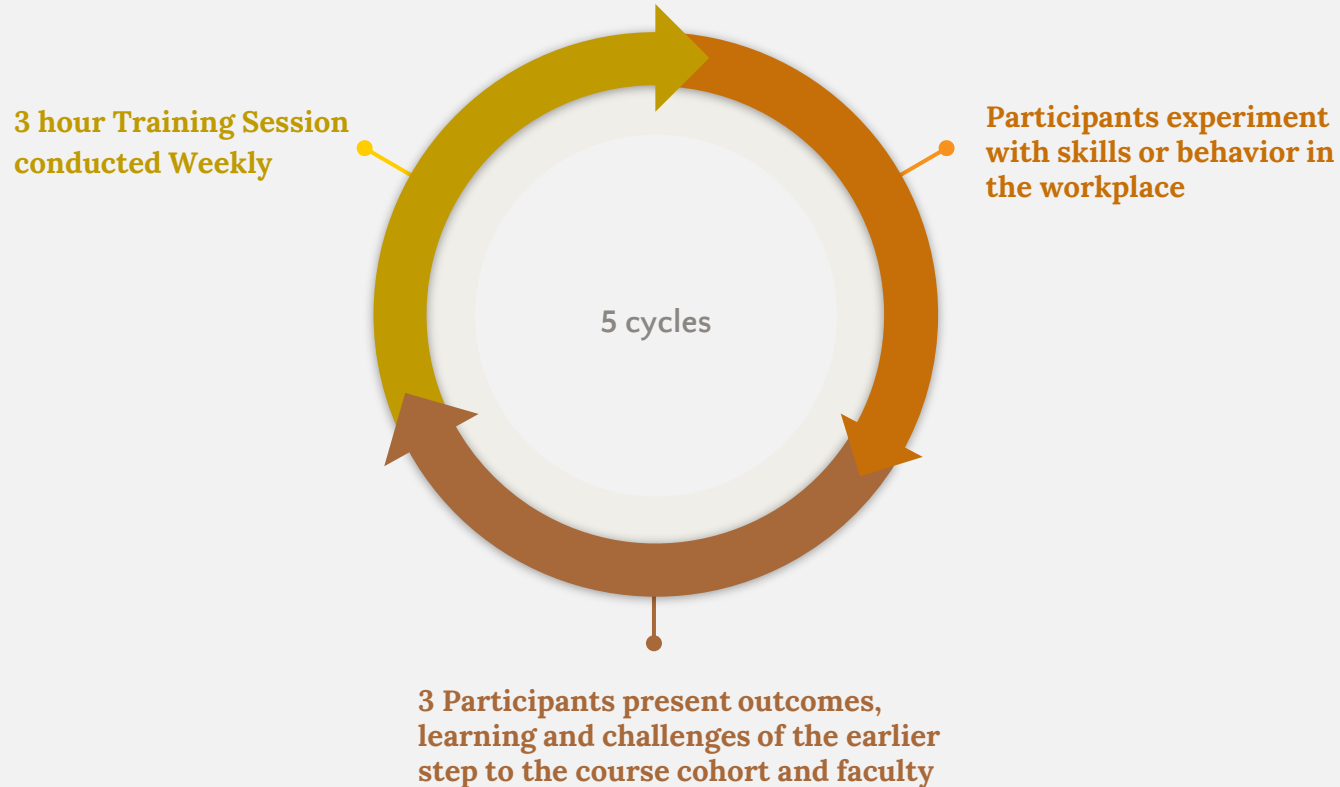 3 hour Training Session
conducted Weekly
Participants experiment
with skills or behavior in
the workplace
5 cycles
3 Participants present outcomes,
learning and challenges of the earlier
step to the course cohort and faculty